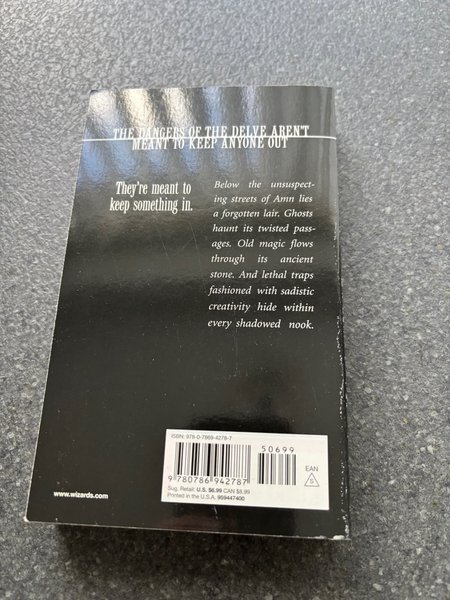 THE DANGERS OF THE DELVE AREN'T
MEANT TO KEEP ANYONE OUT
They're meant to
keep something in.
Below the unsuspect-
ing streets of Amn lies
a forgotten lair. Ghosts
haunt its twisted pass-
ages. Old magic flows
through its ancient
stone. And lethal traps
fashioned with sadistic
creativity hide within
every shadowed nook.
ISBN: 978-0-7869-4278-7
50699
9 780786 942787
EAN
S
Sug. Retail: U.S. $6.99 CAN $8.99
Printed in the U.S.A. 959447400
www.wizards.com